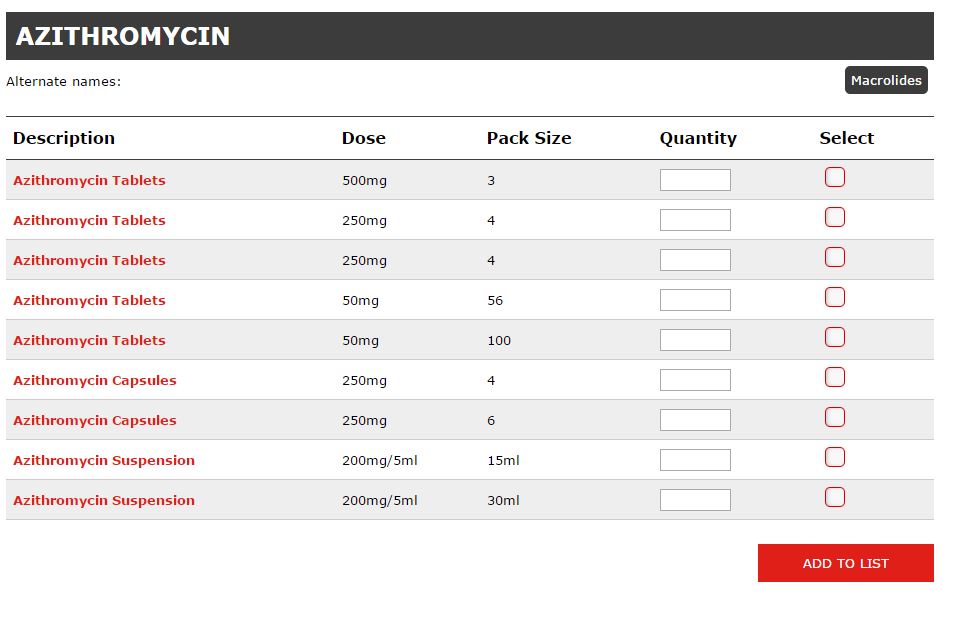 AZITHROMYCIN
Alternate names: Macrolides
Description Dose Pack Size Quantity Select
Azithromycin Tablets 500mg 3
Azithromycin Tablets 250mg 4
Azithromycin Tablets 250mg 4
Azithromycin Tablets 50mg 56
Azithromycin Tablets 50mg 100
Azithromycin Capsules 250mg 4
Azithromycin Capsules 250mg 6
Azithromycin Suspension 200mg/5ml 15ml
Azithromycin Suspension 200mg/5ml 30ml
ADD TO LIST